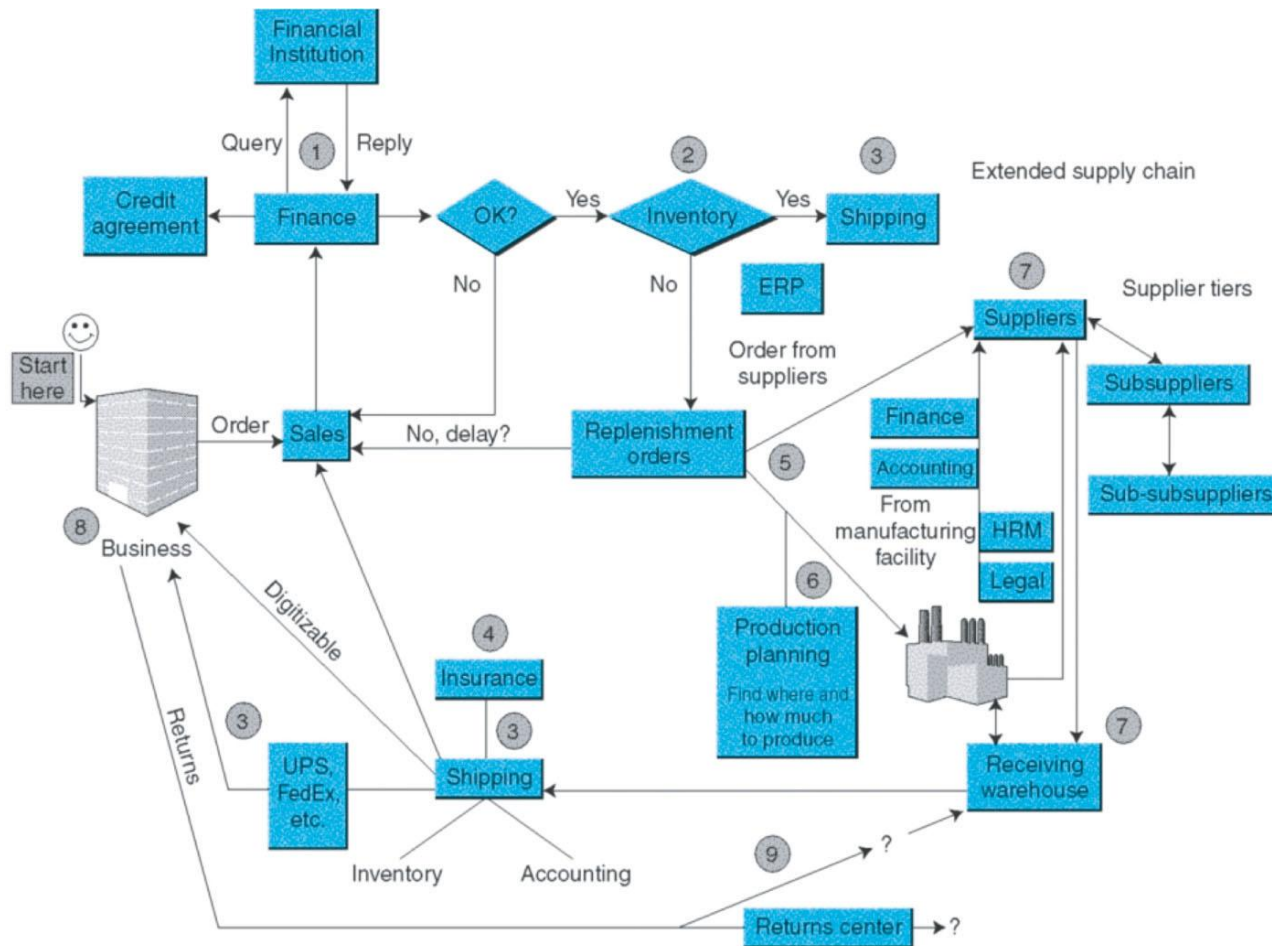 Financial
Institution
Query
1
Reply
2
3
Extended supply chain
Credit
agreement
Finance
OK?
Yes
Inventory
Yes
Shipping
No
No
ERP
7
Suppliers
Supplier tiers
Start
here
Order from
suppliers
Subsuppliers
Order
Sales
No, delay?
Replenishment
orders
Finance
5
Accounting
Sub-subsuppliers
From
manufacturing
facility
HRM
Legal
8
Business
Digitizable
6
Production
planning
Find where and
how much
to produce
4
Insurance
Returns
3
3
7
UPS,
FedEx,
etc.
Shipping
Receiving
warehouse
Inventory
Accounting
9
?
Returns center
?